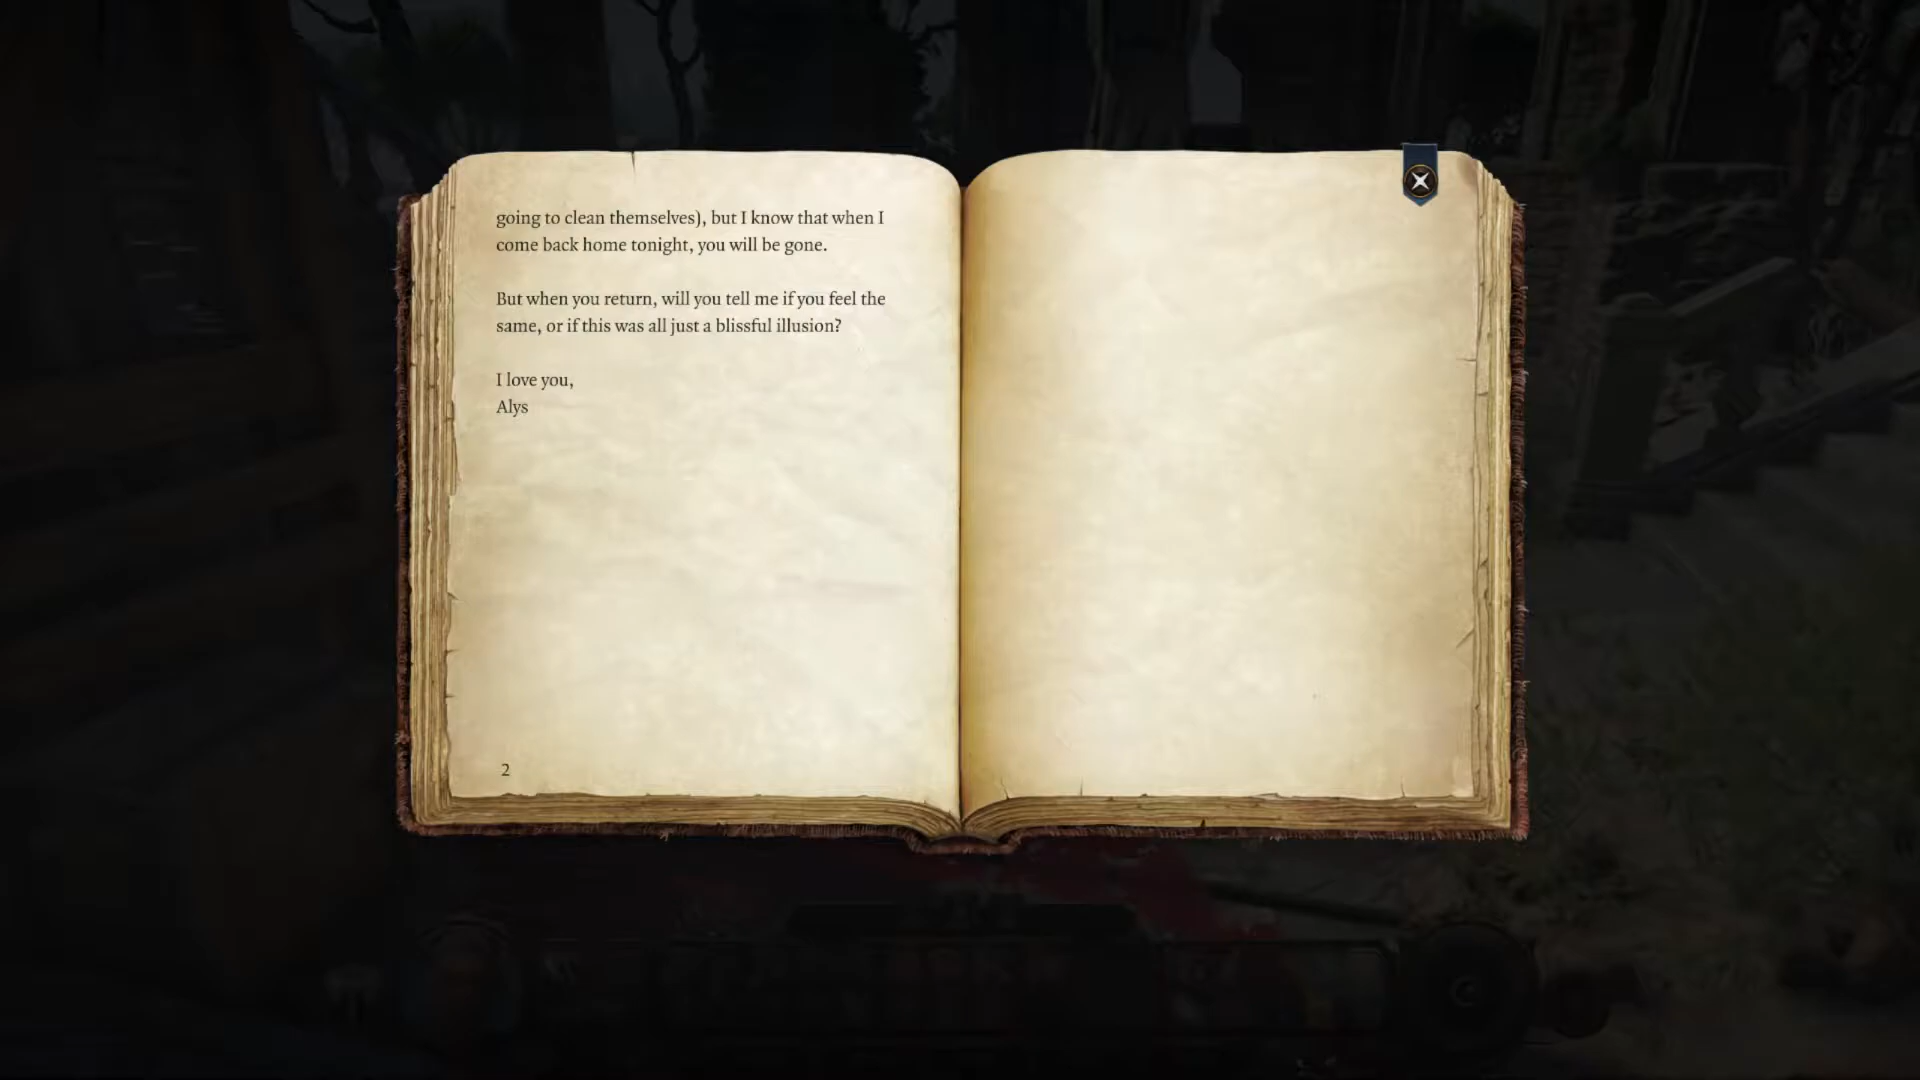 going to clean themselves), but I know that when I
come back home tonight, you will be gone.
But when you return, will you tell me if you feel the
same, or if this was all just a blissful illusion?
I love you,
Alys
2